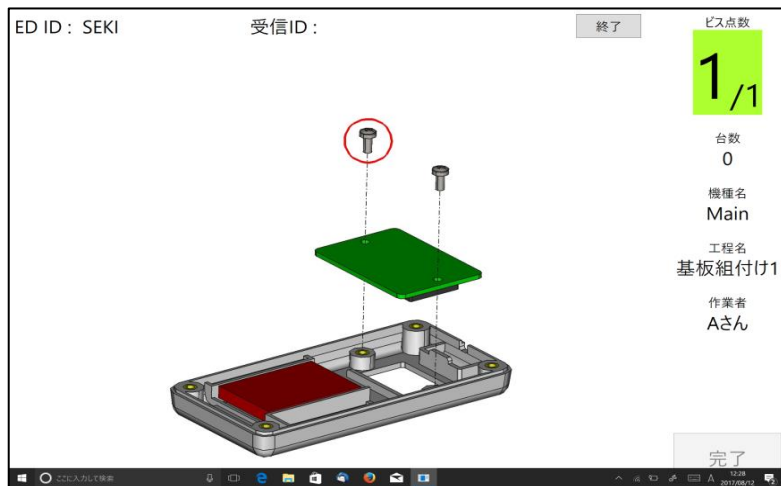 ED ID : SEKI
受信ID :
終了
ビス点数
1/1
台数
0
機種名
Main
工程名
基板組付け1
作業者
Aさん
完了
ここに入力して検索
A
12:28
2017/08/12